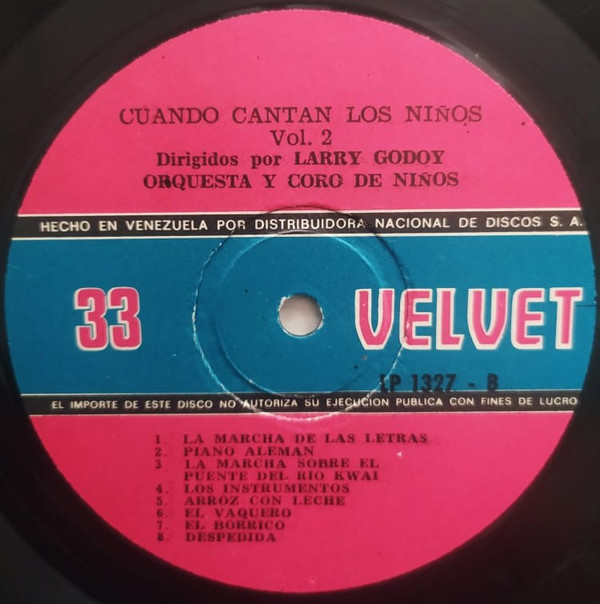 CUANDO CANTAN LOS NIÑOS
Vol. 2
Dirigidos por LARRY GODOY
ORQUESTA Y CORO DE NIÑOS
HECHO EN VENEZUELA POR DISTRIBUIDORA NACIONAL DE DISCOS S. A.
33 VELVET
LP 1327 - B
EL IMPORTE DE ESTE DISCO NO AUTORIZA SU EJECUCION PUBLICA CON FINES DE LUCRO
1. LA MARCHA DE LAS LETRAS
2. PIANO ALEMAN
3 LA MARCHA SOBRE EL
PUENTE DEL RIO KWAI
4. LOS INSTRUMENTOS
5. ARROZ CON LECHE
6. EL VAQUERO
7. EL BORRICO
8. DESPEDIDA